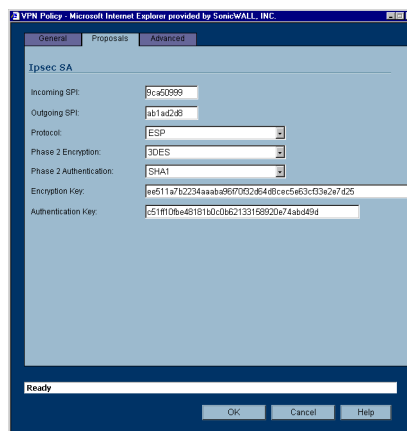 VPN Policy - Microsoft Internet Explorer provided by SonicWALL, INC.
General Proposals Advanced
Ipsec SA
Incoming SPI: 9ca50999
Outgoing SPI: ab1ad2d8
Protocol: ESP
Phase 2 Encryption: 3DES
Phase 2 Authentication: SHA1
Encryption Key: ee511a7b2234aaaba96f70f32d64d8cec5e63cf33e2e7d25
Authentication Key: c51ff10fbe48181b0c0b62133158920e74abd49d
Ready
OK Cancel Help